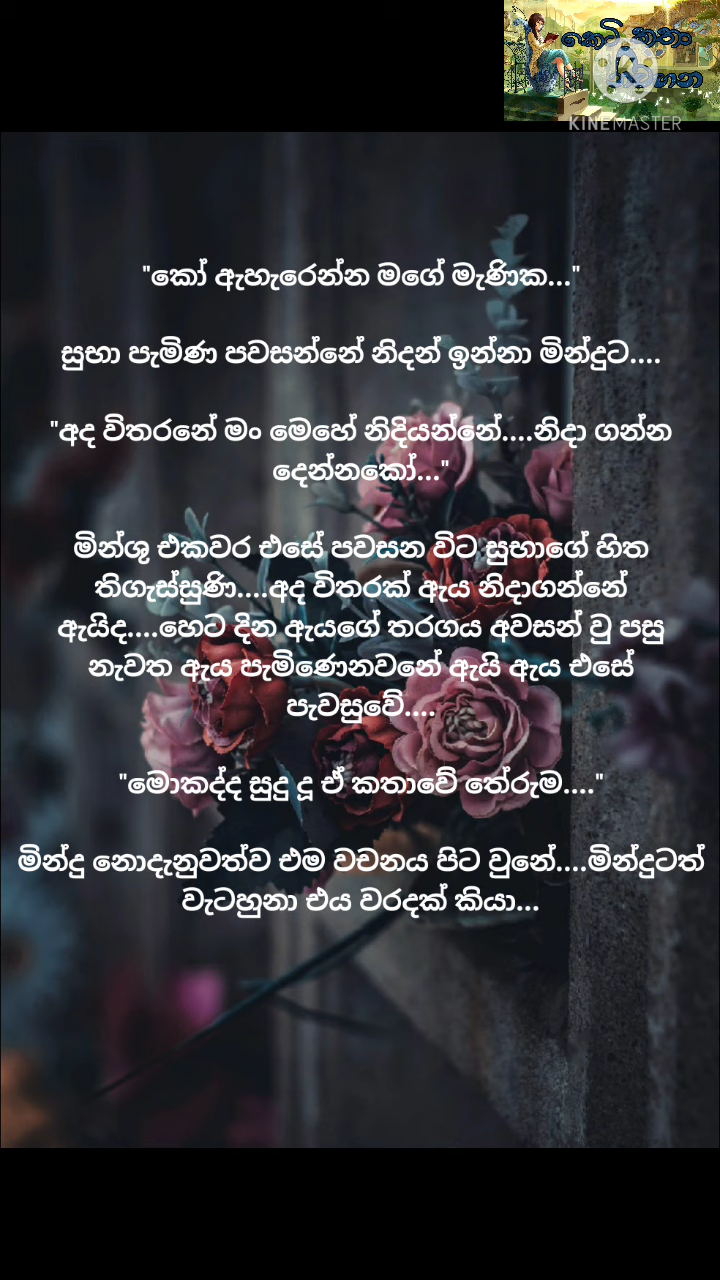 කෙටි කතා
KINEMASTER
"කෝ ඇහැරෙන්න මගේ මැණික..."
සුභා පැමිණ පවසන්නේ නිදන් ඉන්නා මින්දුට....
"අද විතරනේ මං මෙහේ නිදියන්නේ....නිදා ගන්න
දෙන්නකෝ..."
මින්ශු එකවර එසේ පවසන විට සුභාගේ හිත
තිගැස්සුණි....අද විතරක් ඇය නිදාගන්නේ
ඇයිද....හෙට දින ඇයගේ තරගය අවසන් වු පසු
නැවත ඇය පැමිණෙනවනේ ඇයි ඇය එසේ
පැවසුවේ....
"මොකද්ද සුදු දූ ඒ කතාවේ තේරුම...."
මින්දු නොදැනුවත්ව එම වචනය පිට වුනේ....මින්දුටත්
වැටහුනා එය වරදක් කියා...